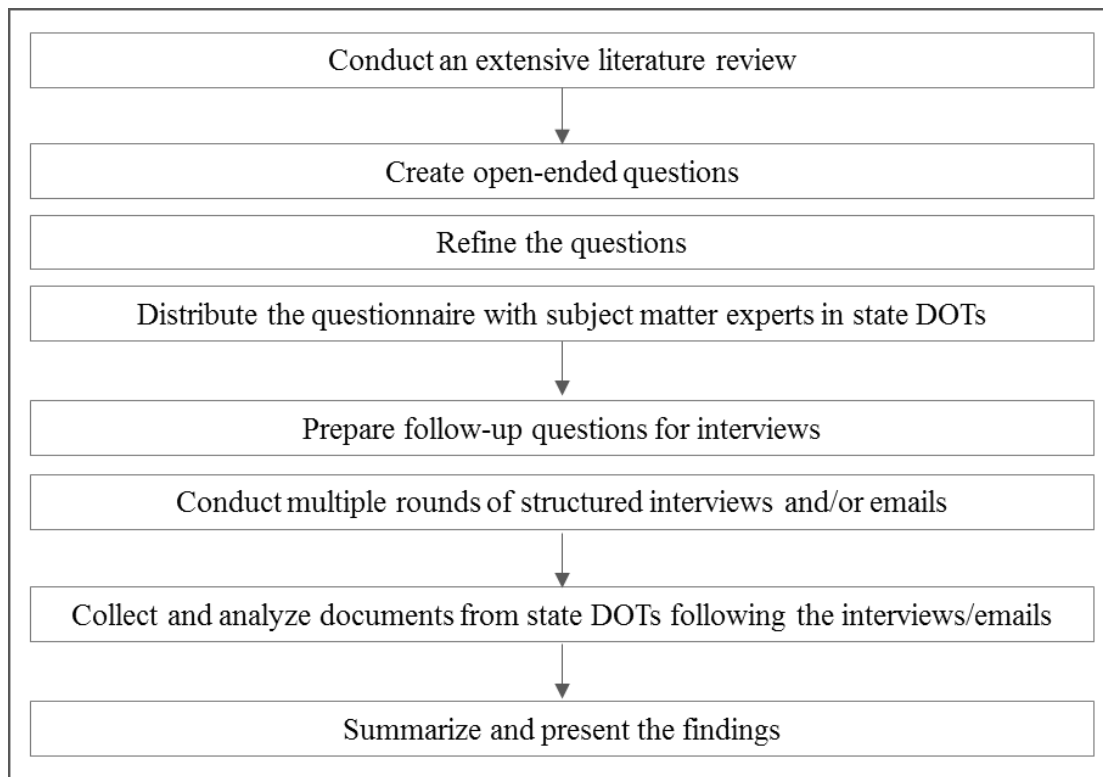 Conduct an extensive literature review
Create open-ended questions
Refine the questions
Distribute the questionnaire with subject matter experts in state DOTs
Prepare follow-up questions for interviews
Conduct multiple rounds of structured interviews and/or emails
Collect and analyze documents from state DOTs following the interviews/emails
Summarize and present the findings